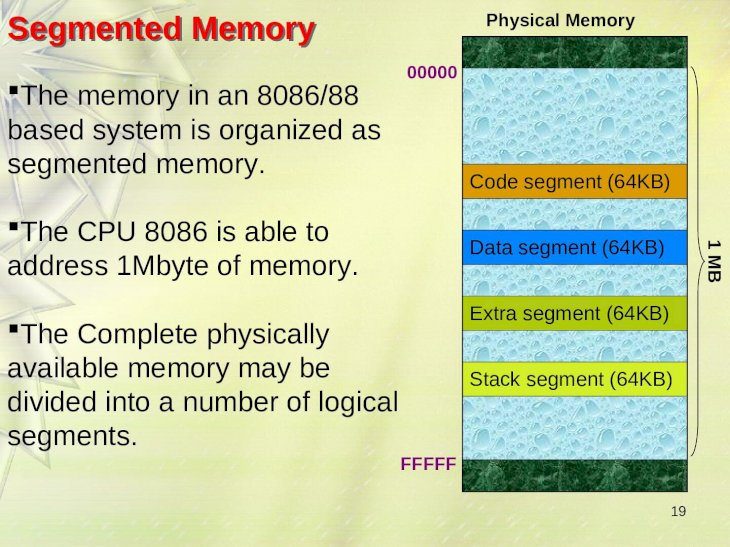 Segmented Memory
▪The memory in an 8086/88
based system is organized as
segmented memory.
▪The CPU 8086 is able to
address 1Mbyte of memory.
▪The Complete physically
available memory may be
divided into a number of logical
segments.
Physical Memory
00000
Code segment (64KB)
Data segment (64KB)
Extra segment (64KB)
Stack segment (64KB)
1 MB
FFFFF
19